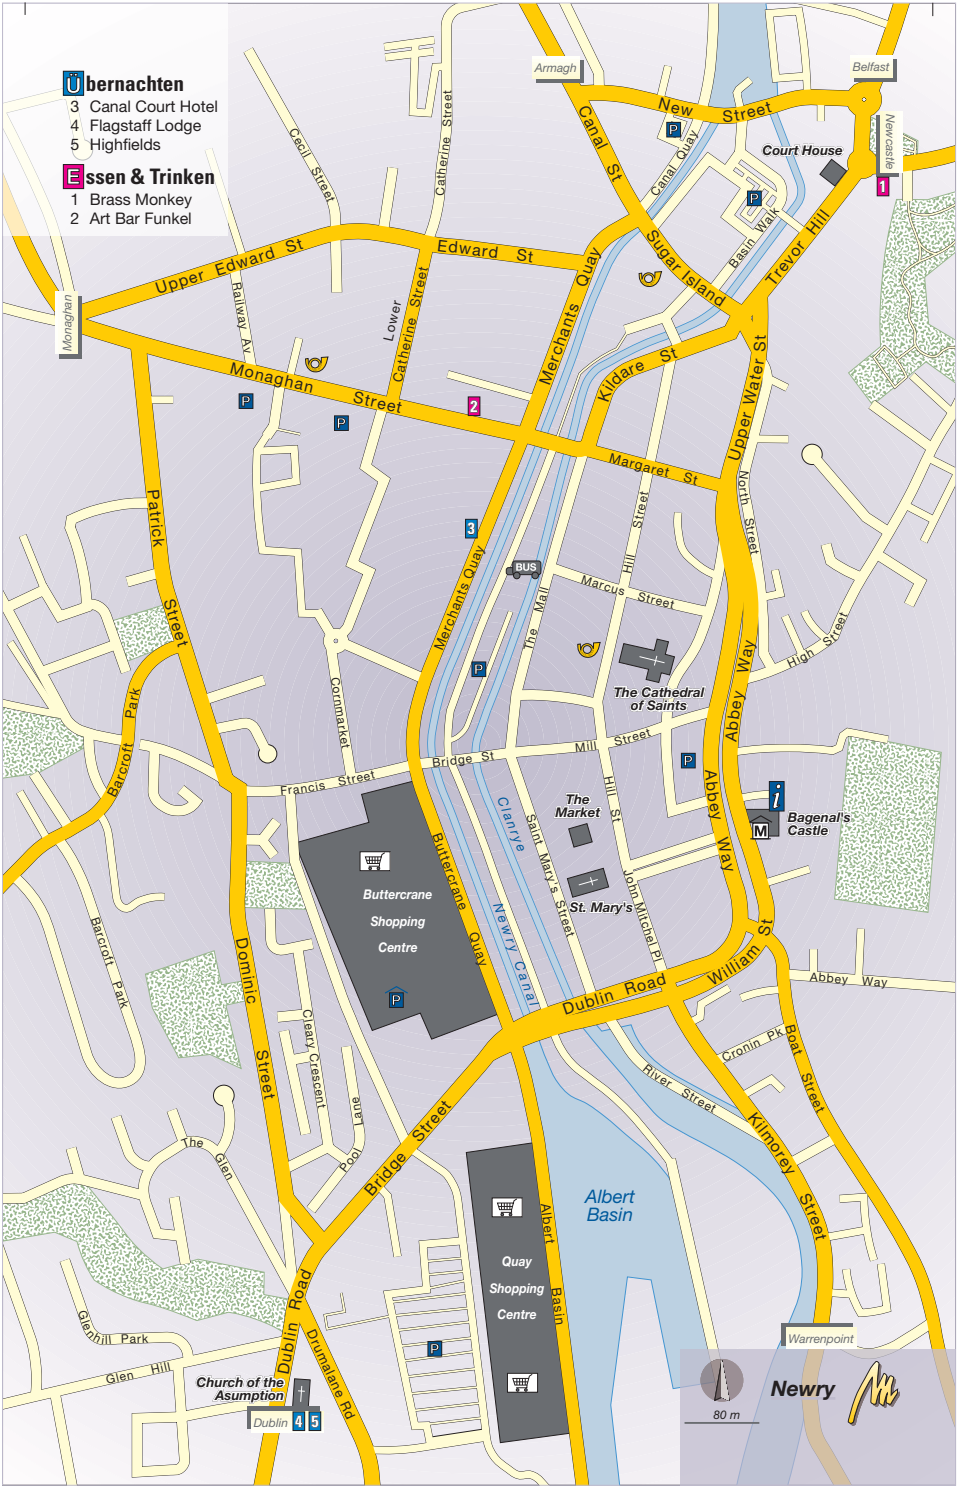 Übernachten
3 Canal Court Hotel
4 Flagstaff Lodge
5 Highfields
Essen & Trinken
1 Brass Monkey
2 Art Bar Funkel
Armagh
Belfast
Newcastle
Monaghan
New Street
Canal St
Canal Quay
P
Court House
1
P
Basin Walk
Trevor Hill
Cecil Street
Catherine Street
Edward St
Upper Edward St
Sugar Island
Merchants Quay
Railway Av
Lower
Catherine Street
Kildare St
Upper Water St
Monaghan Street
P
P
2
Margaret St
North Street
Patrick Street
3
Merchants Quay
BUS
Hill Street
Marcus Street
The Mall
P
High Street
The Cathedral
of Saints
Abbey Way
Barcroft Park
Cornmarket
Francis Street
Bridge St
Mill Street
P
Abbey Way
i
M
Bagenal's
Castle
The
Market
Hill St
Clanrye
Saint Mary's Street
St. Mary's
John Mitchel Pl
Buttercrane Quay
Buttercrane
Shopping
Centre
P
Newry Canal
William St
Dublin Road
Abbey Way
Barcroft Park
Dominic Street
Cleary Crescent
Pool Lane
Cronin Pk
Boat Street
River Street
Kilmorey Street
Bridge Street
The Glen
Albert
Basin
Albert Basin
Quay
Shopping
Centre
P
Dublin Road
Drumalane Rd
Glenhill Park
Glen Hill
Church of the
Asumption
Dublin
4
5
Warrenpoint
Newry
80 m